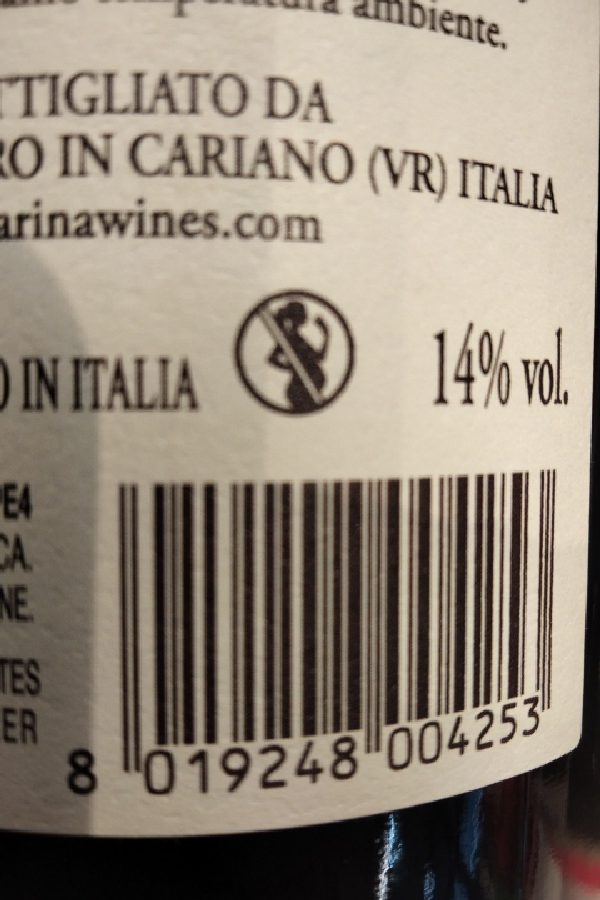 temperatura ambiente.
TTIGLIATO DA
RO IN CARIANO (VR) ITALIA
arinawines.com
O IN ITALIA
14% vol.
PE4
CA.
NE.
TES
ER
8 019248 004253